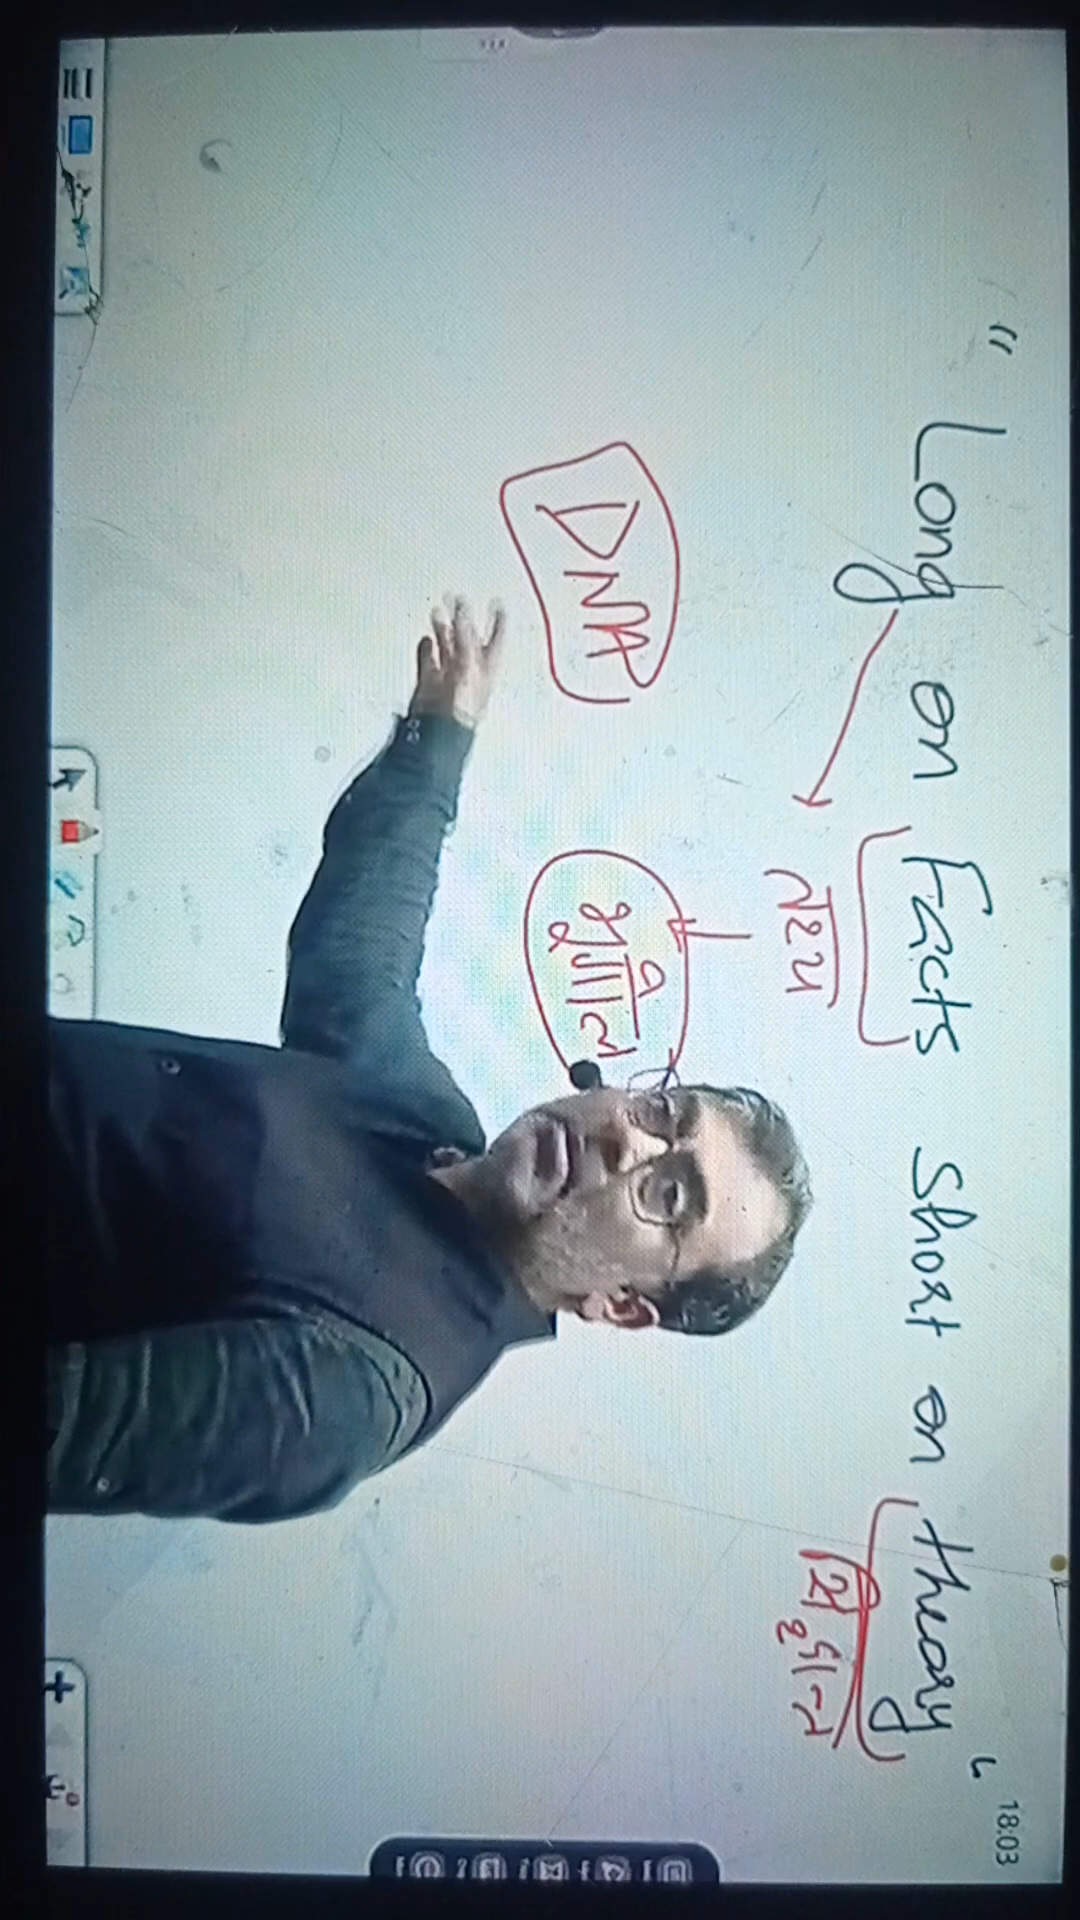 18:03
" Long on Facts short on theory "
तथ्य सिद्धान्त
DNA भूगोल